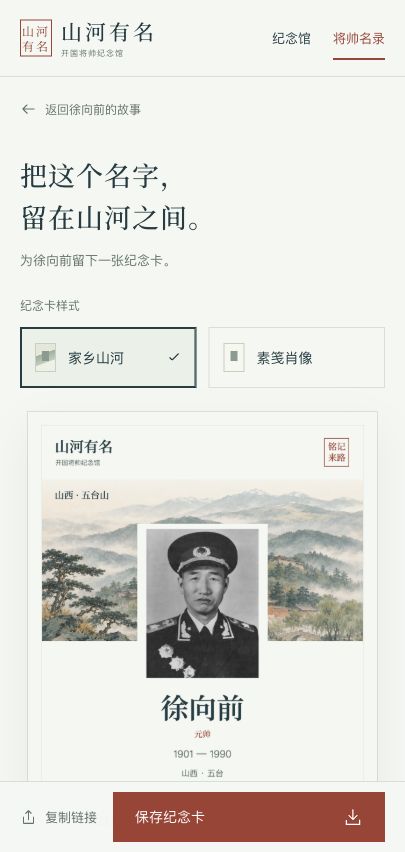 山河
有名
山河有名
开国将帅纪念馆
纪念馆
将帅名录
返回徐向前的故事
把这个名字，
留在山河之间。
为徐向前留下一张纪念卡。
纪念卡样式
家乡山河
素笺肖像
山河有名
开国将帅纪念馆
铭记
来路
山西 · 五台山
徐向前
元帅
1901 — 1990
山西 · 五台
复制链接
保存纪念卡